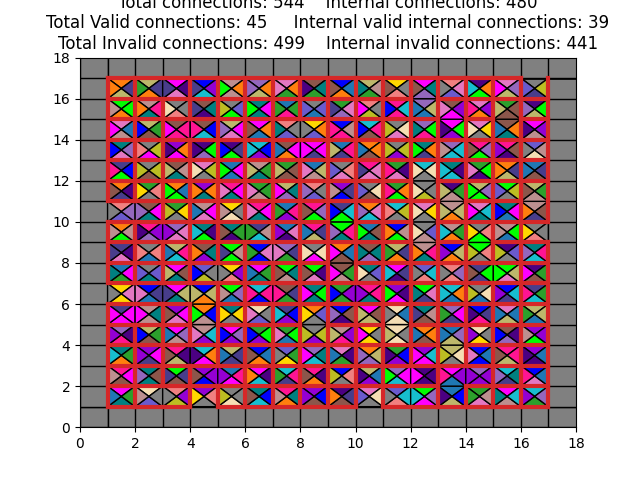 Total connections: 544 Internal connections: 480
Total Valid connections: 45 Internal valid internal connections: 39
Total Invalid connections: 499 Internal invalid connections: 441
18
16
14
12
10
8
6
4
2
0
0 2 4 6 8 10 12 14 16 18